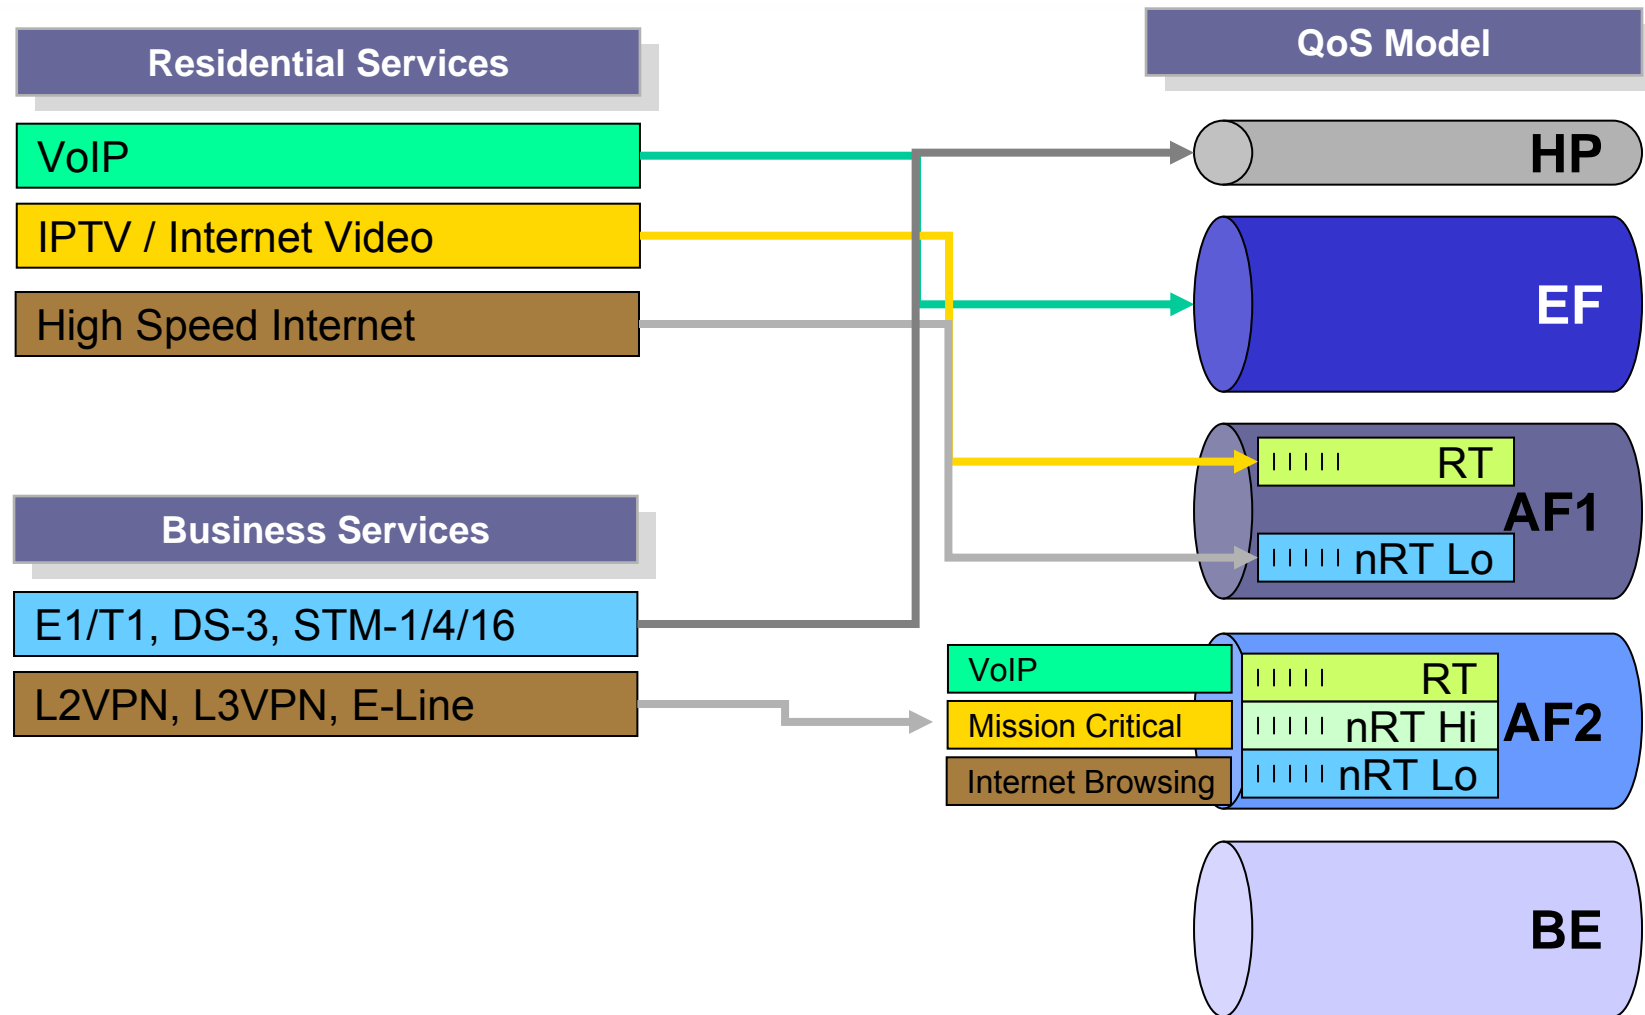 Residential Services
VoIP
IPTV / Internet Video
High Speed Internet
Business Services
E1/T1, DS-3, STM-1/4/16
L2VPN, L3VPN, E-Line
QoS Model
HP
EF
RT
AF1
nRT Lo
VoIP
RT
Mission Critical
nRT Hi
AF2
Internet Browsing
nRT Lo
BE